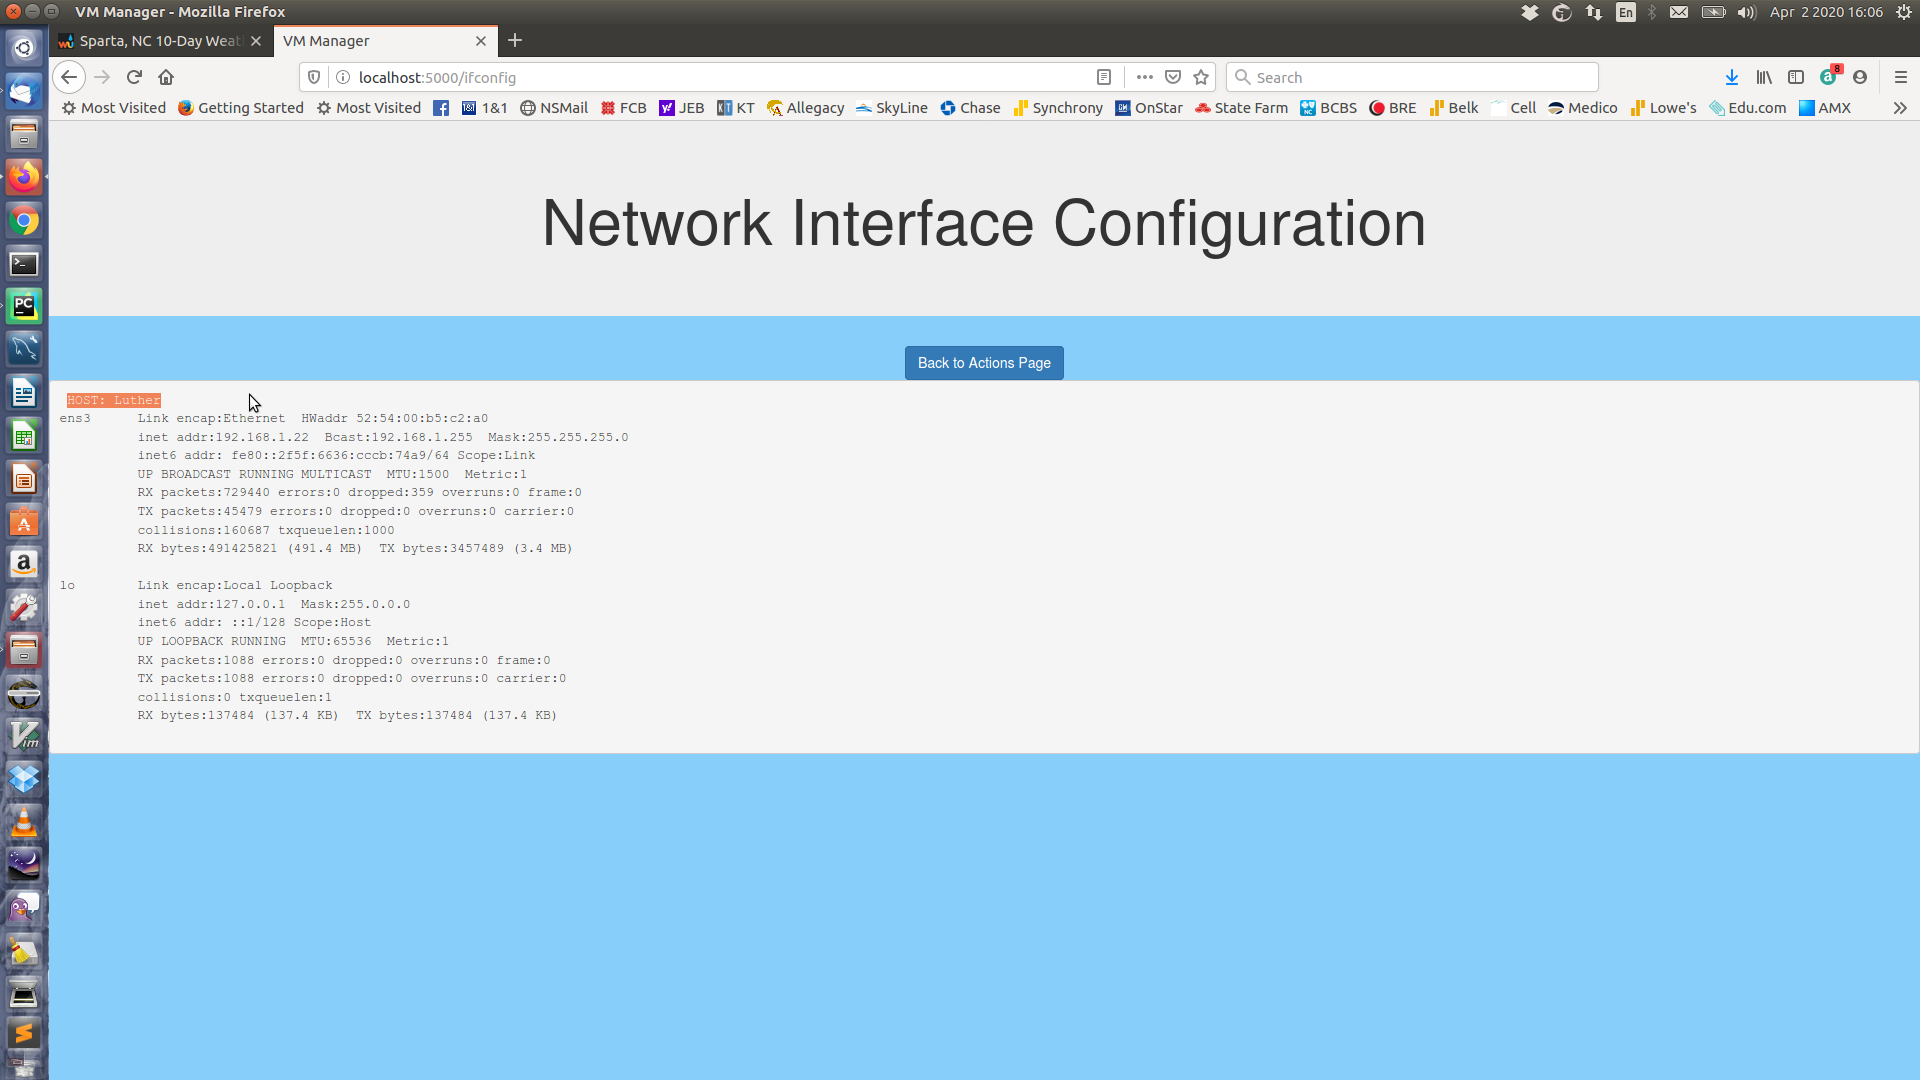 VM Manager - Mozilla Firefox
En
Apr 2 2020 16:06
Sparta, NC 10-Day Weat
VM Manager
localhost:5000/ifconfig
Search
8
Most Visited Getting Started Most Visited 1&1 NSMail FCB JEB KT Allegacy SkyLine Chase Synchrony OnStar State Farm BCBS BRE Belk Cell Medico Lowe's Edu.com AMX
Network Interface Configuration
Back to Actions Page
HOST: Luther
ens3      Link encap:Ethernet  HWaddr 52:54:00:b5:c2:a0
inet addr:192.168.1.22  Bcast:192.168.1.255  Mask:255.255.255.0
inet6 addr: fe80::2f5f:6636:cccb:74a9/64 Scope:Link
UP BROADCAST RUNNING MULTICAST  MTU:1500  Metric:1
RX packets:729440 errors:0 dropped:359 overruns:0 frame:0
TX packets:45479 errors:0 dropped:0 overruns:0 carrier:0
collisions:160687 txqueuelen:1000
RX bytes:491425821 (491.4 MB)  TX bytes:3457489 (3.4 MB)
lo        Link encap:Local Loopback
inet addr:127.0.0.1  Mask:255.0.0.0
inet6 addr: ::1/128 Scope:Host
UP LOOPBACK RUNNING  MTU:65536  Metric:1
RX packets:1088 errors:0 dropped:0 overruns:0 frame:0
TX packets:1088 errors:0 dropped:0 overruns:0 carrier:0
collisions:0 txqueuelen:1
RX bytes:137484 (137.4 KB)  TX bytes:137484 (137.4 KB)
PC
Vim